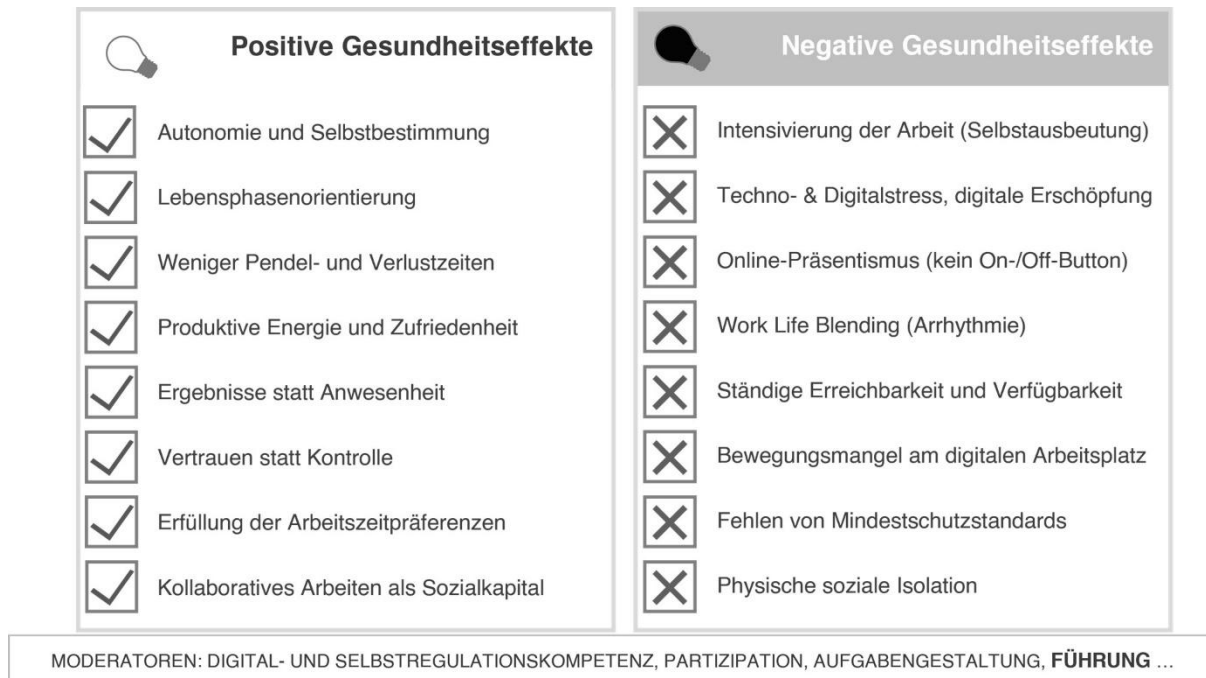 Positive Gesundheitseffekte
Autonomie und Selbstbestimmung
Lebensphasenorientierung
Weniger Pendel- und Verlustzeiten
Produktive Energie und Zufriedenheit
Ergebnisse statt Anwesenheit
Vertrauen statt Kontrolle
Erfüllung der Arbeitszeitpräferenzen
Kollaboratives Arbeiten als Sozialkapital
Negative Gesundheitseffekte
Intensivierung der Arbeit (Selbstausbeutung)
Techno- & Digitalstress, digitale Erschöpfung
Online-Präsentismus (kein On-/Off-Button)
Work Life Blending (Arrhythmie)
Ständige Erreichbarkeit und Verfügbarkeit
Bewegungsmangel am digitalen Arbeitsplatz
Fehlen von Mindestschutzstandards
Physische soziale Isolation
MODERATOREN: DIGITAL- UND SELBSTREGULATIONSKOMPETENZ, PARTIZIPATION, AUFGABENGESTALTUNG, FÜHRUNG ...